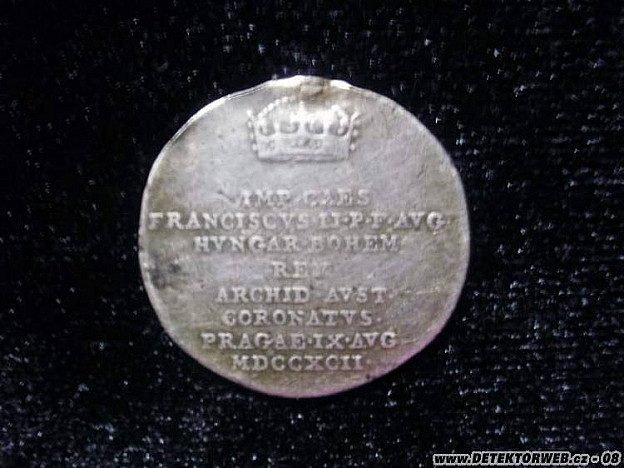 IMP CAES
FRANCISCVS·II·P·F·AVG
HVNGAR BOHEM
REX
ARCHID AVST·
CORONATVS·
PRAGAE·IX·AVG
MDCCXCII
WWW.DETEKTORWEB.cz - 08